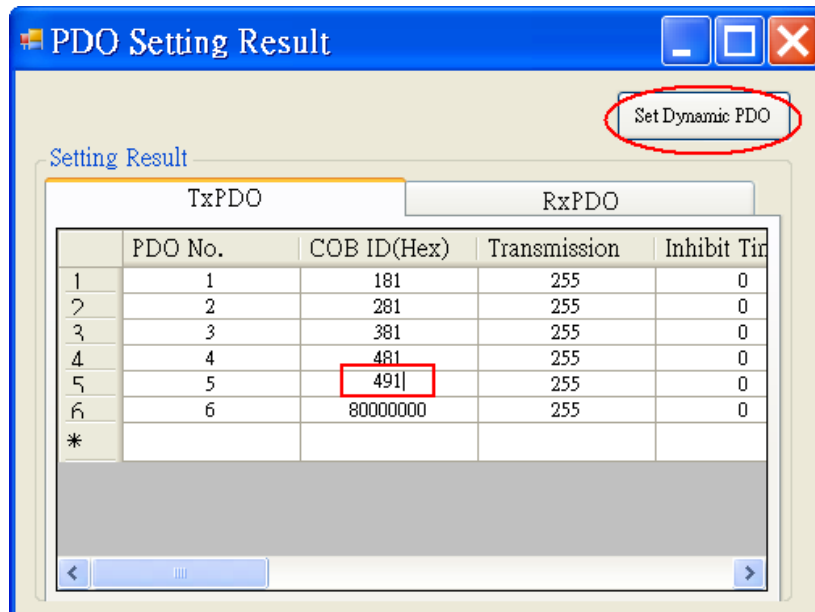 PDO Setting Result
Set Dynamic PDO
Setting Result
TxPDO RxPDO
PDO No. COB ID(Hex) Transmission Inhibit Tim
1 1 181 255 0
2 2 281 255 0
3 3 381 255 0
4 4 481 255 0
5 5 491 255 0
6 6 80000000 255 0
*